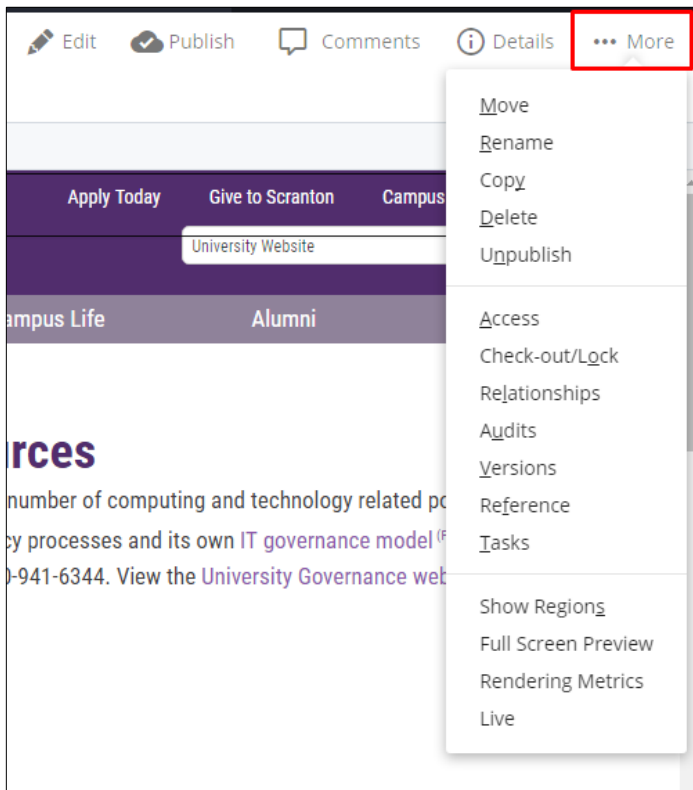 Edit Publish Comments Details ••• More
Move
Rename
Copy
Delete
Unpublish
Access
Check-out/Lock
Relationships
Audits
Versions
Reference
Tasks
Show Regions
Full Screen Preview
Rendering Metrics
Live
Apply Today Give to Scranton Campus
University Website
ampus Life Alumni
rces
number of computing and technology related po
cy processes and its own IT governance model
0-941-6344. View the University Governance web